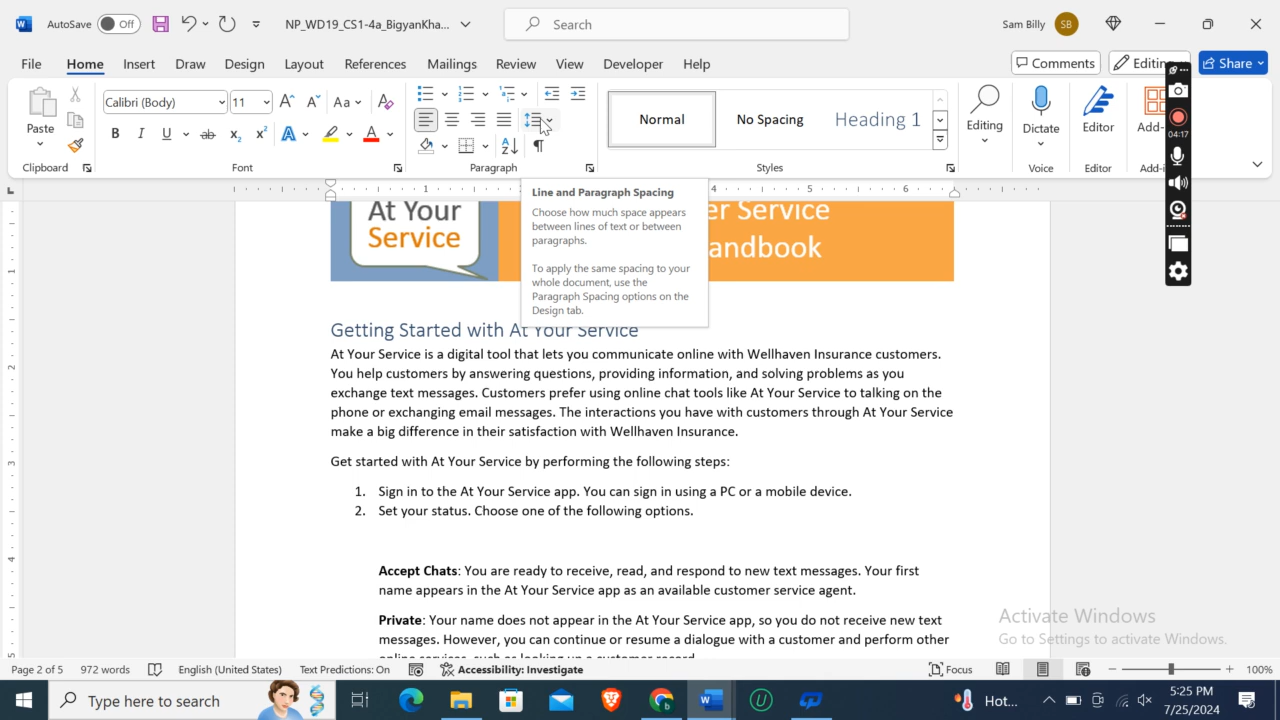 AutoSave Off NP_WD19_CS1-4a_BigyanKha... Search Sam Billy SB
File Home Insert Draw Design Layout References Mailings Review View Developer Help Comments Editing Share
Paste Calibri (Body) 11 Aa Normal No Spacing Heading 1 Editing Dictate Editor Add-
04:17
Clipboard Font Paragraph Styles Voice Editor Add-i
1 4 5 6
Line and Paragraph Spacing
Choose how much space appears
between lines of text or between
paragraphs.
To apply the same spacing to your
whole document, use the
Paragraph Spacing options on the
Design tab.
At Your
Service
er Service
andbook
Getting Started with At Your Service
At Your Service is a digital tool that lets you communicate online with Wellhaven Insurance customers.
You help customers by answering questions, providing information, and solving problems as you
exchange text messages. Customers prefer using online chat tools like At Your Service to talking on the
phone or exchanging email messages. The interactions you have with customers through At Your Service
make a big difference in their satisfaction with Wellhaven Insurance.
Get started with At Your Service by performing the following steps:
1. Sign in to the At Your Service app. You can sign in using a PC or a mobile device.
2. Set your status. Choose one of the following options.
Accept Chats: You are ready to receive, read, and respond to new text messages. Your first
name appears in the At Your Service app as an available customer service agent.
Private: Your name does not appear in the At Your Service app, so you do not receive new text
messages. However, you can continue or resume a dialogue with a customer and perform other
online services, such as looking up a customer record.
Activate Windows
Go to Settings to activate Windows.
Page 2 of 5 972 words English (United States) Text Predictions: On Accessibility: Investigate Focus 100%
Type here to search Hot... 5:25 PM
7/25/2024